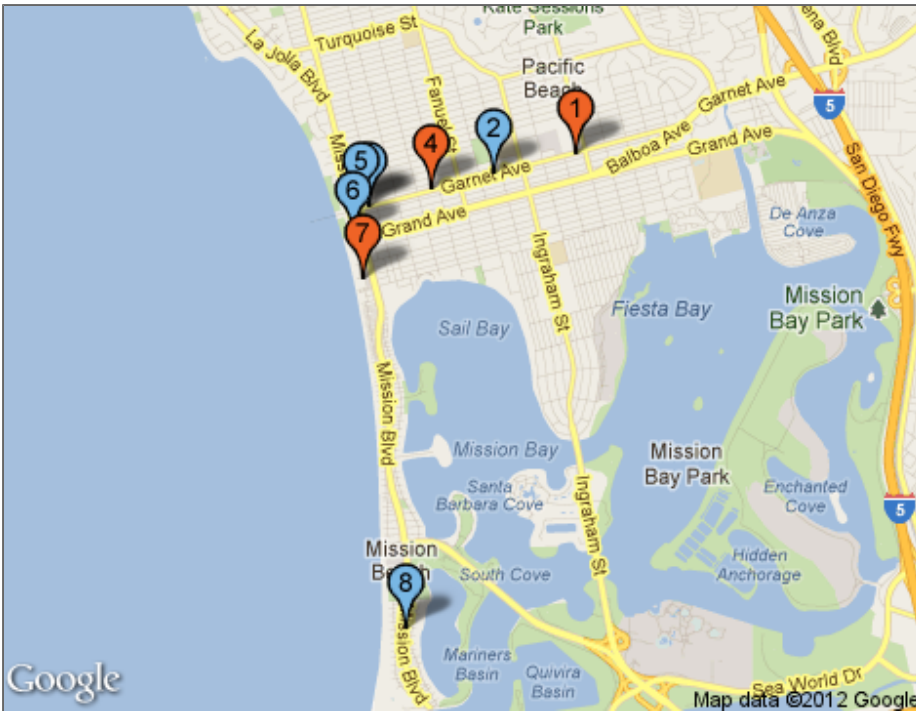 Kate Sessions
Park
Turquoise St
La Jolla Blvd
Pacific
Beach
Fanuel St
Garnet Ave
1
2
4
5
6
7
Garnet Ave
Balboa Ave
Grand Ave
Grand Ave
5
San Diego Fwy
De Anza
Cove
Ingraham St
Sail Bay
Fiesta Bay
Mission
Bay Park
Mission Blvd
Mission Bay
Mission
Bay Park
Santa
Barbara Cove
Ingraham St
Enchanted
Cove
5
Mission
Beach
8
South Cove
Hidden
Anchorage
Mission Blvd
Mariners
Basin
Quivira
Basin
Sea World Dr
Google
Map data ©2012 Google